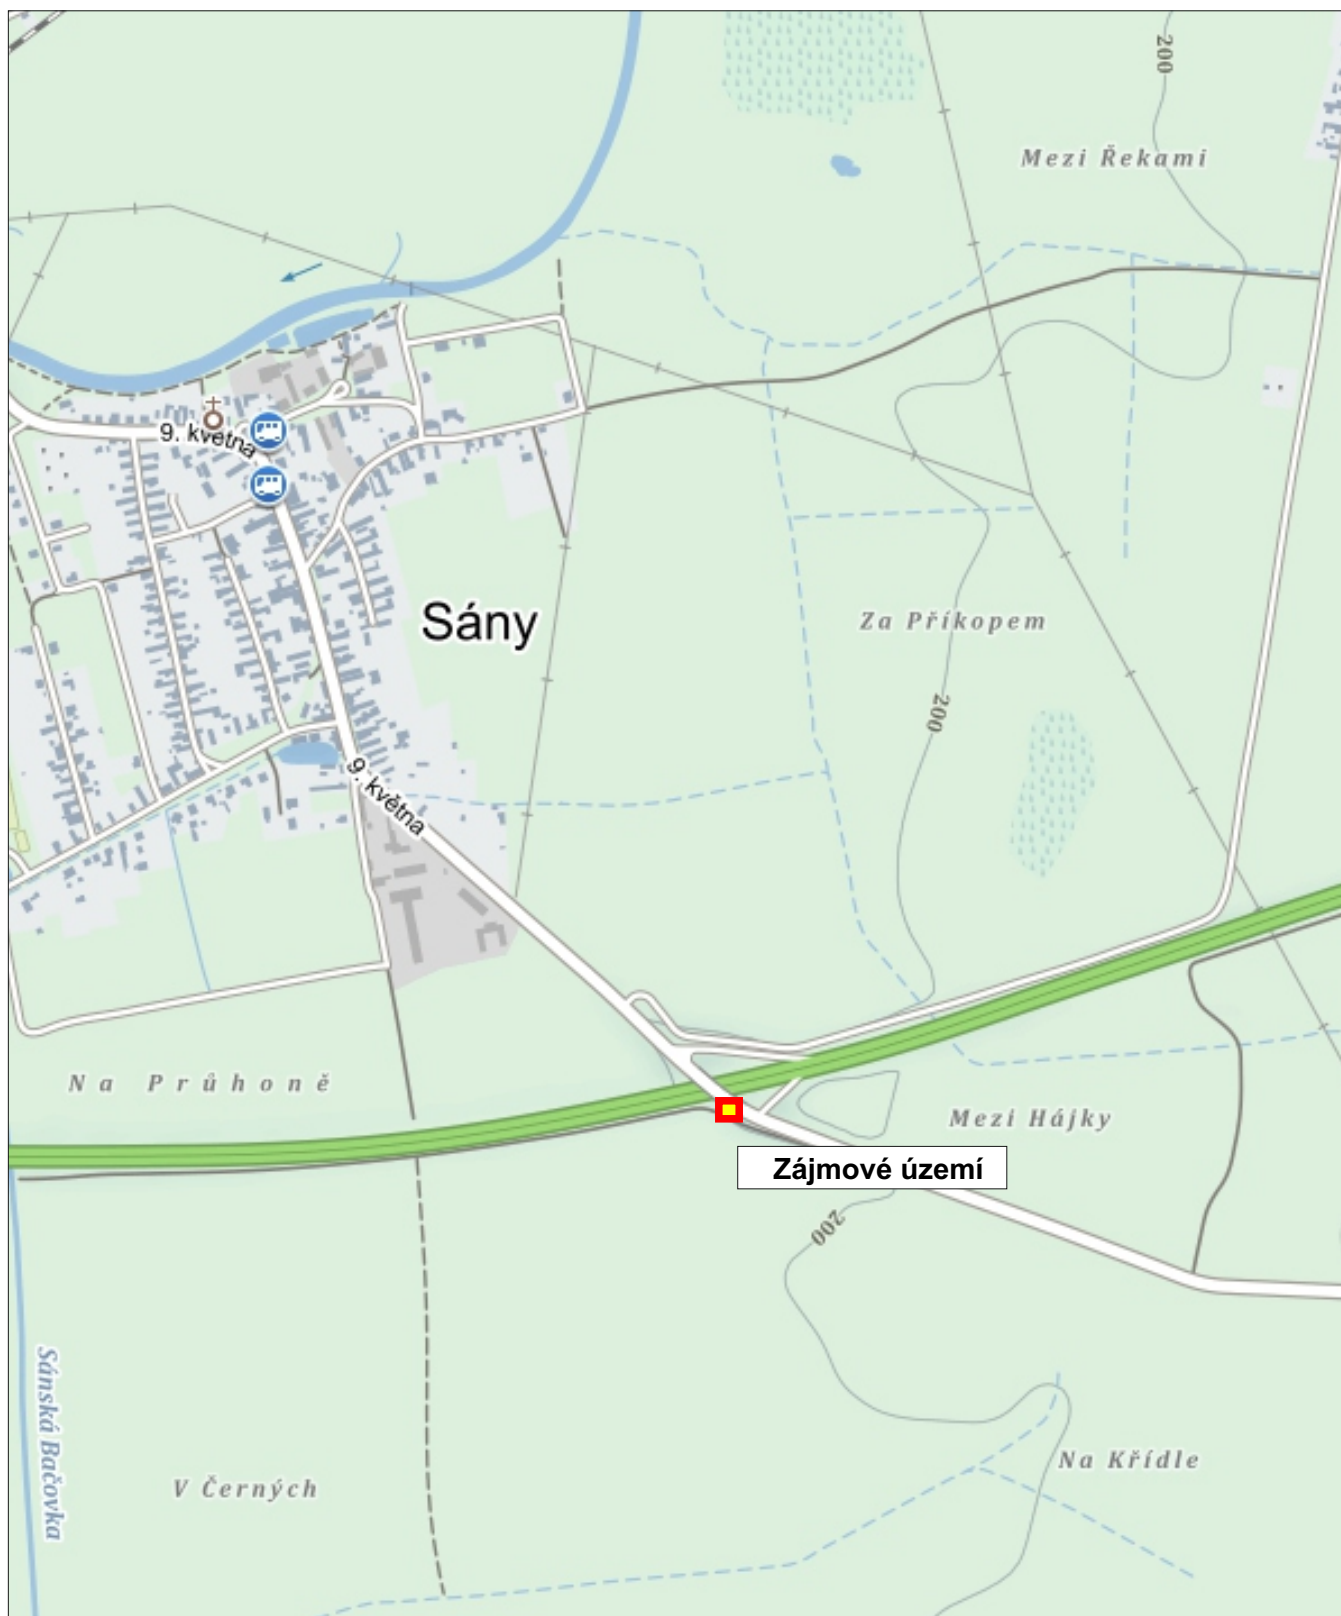 200
Mezi Řekami
9. května
Sány
Za Příkopem
200
9. května
Na Průhoně
Mezi Hájky
Zájmové území
200
Sánská Bačovka
Na Křídle
V Černých